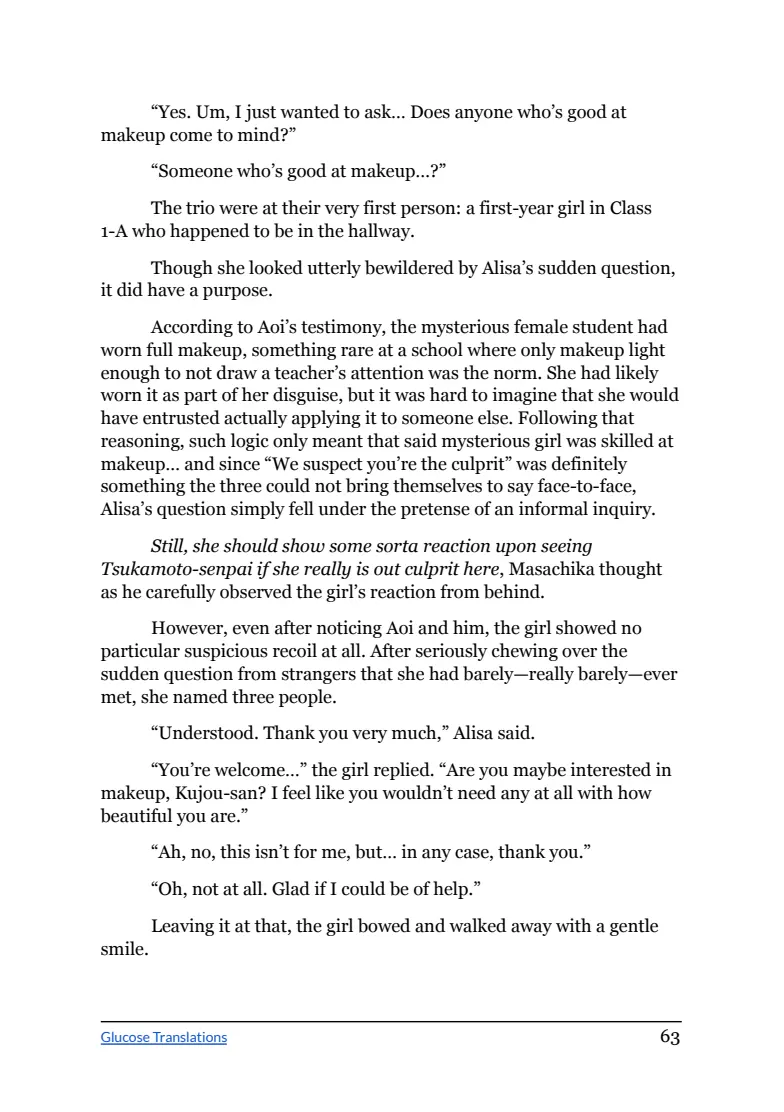 “Yes. Um, I just wanted to ask... Does anyone who’s good at
makeup come to mind?”
“Someone who’s good at makeup...?”
The trio were at their very first person: a first-year girl in Class
1-A who happened to be in the hallway.
Though she looked utterly bewildered by Alisa’s sudden question,
it did have a purpose.
According to Aoi’s testimony, the mysterious female student had
worn full makeup, something rare at a school where only makeup light
enough to not draw a teacher’s attention was the norm. She had likely
worn it as part of her disguise, but it was hard to imagine that she would
have entrusted actually applying it to someone else. Following that
reasoning, such logic only meant that said mysterious girl was skilled at
makeup... and since “We suspect you’re the culprit” was definitely
something the three could not bring themselves to say face-to-face,
Alisa’s question simply fell under the pretense of an informal inquiry.
Still, she should show some sorta reaction upon seeing
Tsukamoto-senpai if she really is out culprit here, Masachika thought
as he carefully observed the girl’s reaction from behind.
However, even after noticing Aoi and him, the girl showed no
particular suspicious recoil at all. After seriously chewing over the
sudden question from strangers that she had barely—really barely—ever
met, she named three people.
“Understood. Thank you very much,” Alisa said.
“You’re welcome...” the girl replied. “Are you maybe interested in
makeup, Kujou-san? I feel like you wouldn’t need any at all with how
beautiful you are.”
“Ah, no, this isn’t for me, but... in any case, thank you.”
“Oh, not at all. Glad if I could be of help.”
Leaving it at that, the girl bowed and walked away with a gentle
smile.
Glucose Translations 63